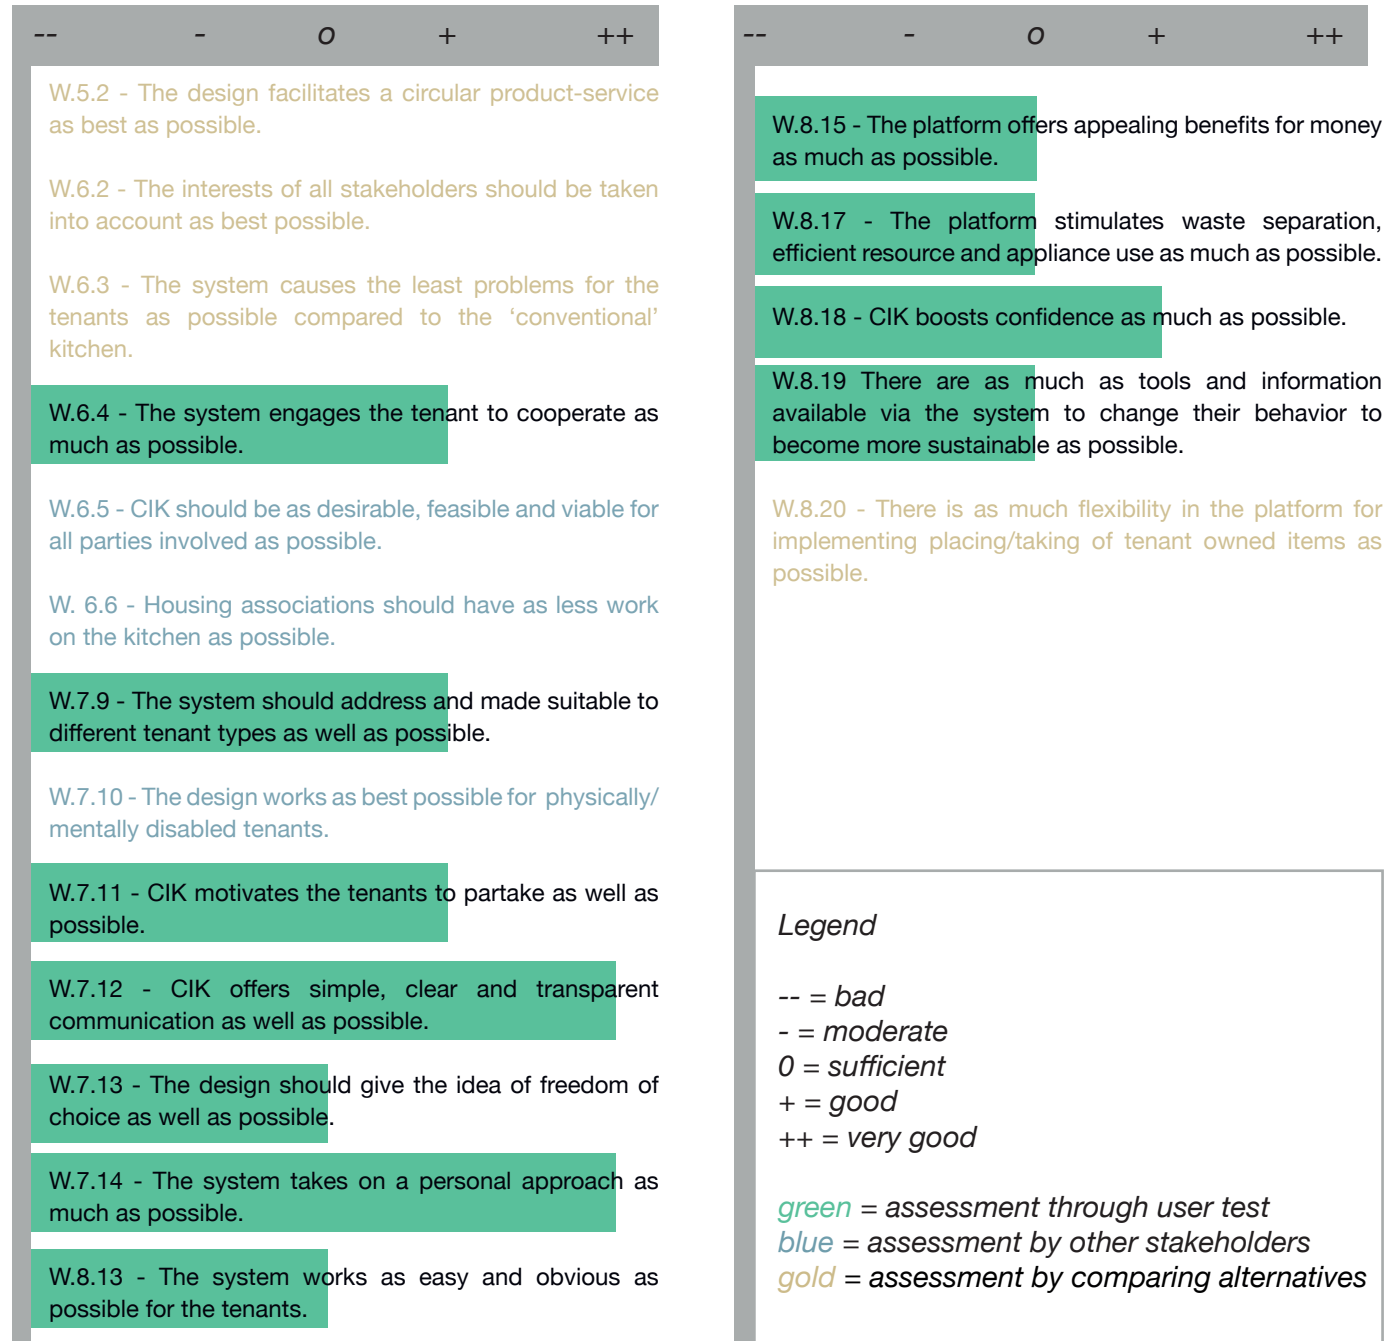 -- - o + ++
W.5.2 - The design facilitates a circular product-service
as best as possible.
W.6.2 - The interests of all stakeholders should be taken
into account as best possible.
W.6.3 - The system causes the least problems for the
tenants as possible compared to the ‘conventional’
kitchen.
W.6.4 - The system engages the tenant to cooperate as
much as possible.
W.6.5 - CIK should be as desirable, feasible and viable for
all parties involved as possible.
W. 6.6 - Housing associations should have as less work
on the kitchen as possible.
W.7.9 - The system should address and made suitable to
different tenant types as well as possible.
W.7.10 - The design works as best possible for physically/
mentally disabled tenants.
W.7.11 - CIK motivates the tenants to partake as well as
possible.
W.7.12 - CIK offers simple, clear and transparent
communication as well as possible.
W.7.13 - The design should give the idea of freedom of
choice as well as possible.
W.7.14 - The system takes on a personal approach as
much as possible.
W.8.13 - The system works as easy and obvious as
possible for the tenants.
-- - o + ++
W.8.15 - The platform offers appealing benefits for money
as much as possible.
W.8.17 - The platform stimulates waste separation,
efficient resource and appliance use as much as possible.
W.8.18 - CIK boosts confidence as much as possible.
W.8.19 There are as much as tools and information
available via the system to change their behavior to
become more sustainable as possible.
W.8.20 - There is as much flexibility in the platform for
implementing placing/taking of tenant owned items as
possible.
Legend
-- = bad
- = moderate
0 = sufficient
+ = good
++ = very good
green = assessment through user test
blue = assessment by other stakeholders
gold = assessment by comparing alternatives